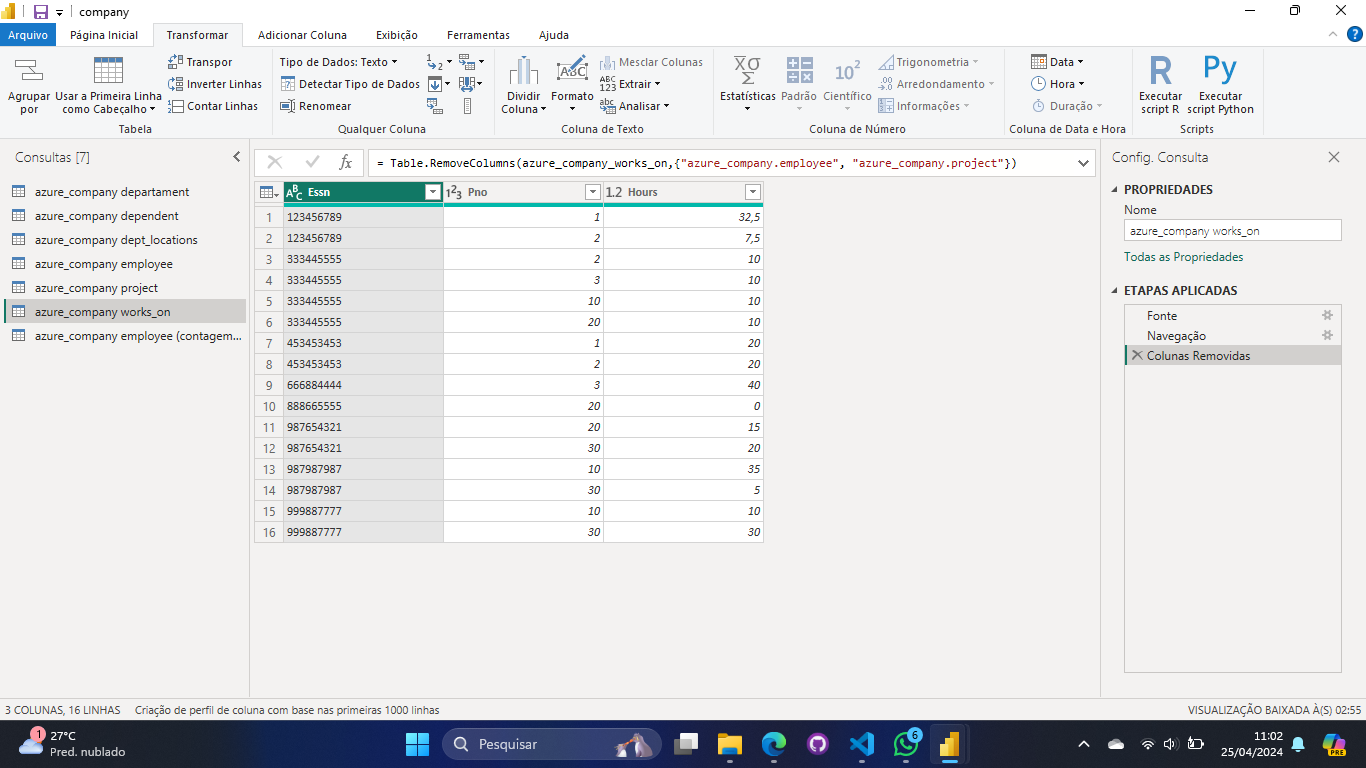 company
Arquivo Página Inicial Transformar Adicionar Coluna Exibição Ferramentas Ajuda
Agrupar por
Usar a Primeira Linha como Cabeçalho
Transpor
Inverter Linhas
Contar Linhas
Tabela
Tipo de Dados: Texto
Detectar Tipo de Dados
Renomear
Qualquer Coluna
Dividir Coluna
Formato
Mesclar Colunas
Extrair
Analisar
Coluna de Texto
Estatísticas
Padrão
Científico
Trigonometria
Arredondamento
Informações
Coluna de Número
Data
Hora
Duração
Coluna de Data e Hora
Executar script R
Executar script Python
Scripts
Consultas [7]
azure_company departament
azure_company dependent
azure_company dept_locations
azure_company employee
azure_company project
azure_company works_on
azure_company employee (contagem...
= Table.RemoveColumns(azure_company_works_on,{"azure_company.employee", "azure_company.project"})
Essn Pno Hours
1 123456789 1 32,5
2 123456789 2 7,5
3 333445555 2 10
4 333445555 3 10
5 333445555 10 10
6 333445555 20 10
7 453453453 1 20
8 453453453 2 20
9 666884444 3 40
10 888665555 20 0
11 987654321 20 15
12 987654321 30 20
13 987987987 10 35
14 987987987 30 5
15 999887777 10 10
16 999887777 30 30
Config. Consulta
PROPRIEDADES
Nome
azure_company works_on
Todas as Propriedades
ETAPAS APLICADAS
Fonte
Navegação
Colunas Removidas
3 COLUNAS, 16 LINHAS Criação de perfil de coluna com base nas primeiras 1000 linhas VISUALIZAÇÃO BAIXADA À(S) 02:55
1
27°C
Pred. nublado
Pesquisar
6
11:02
25/04/2024
PRE